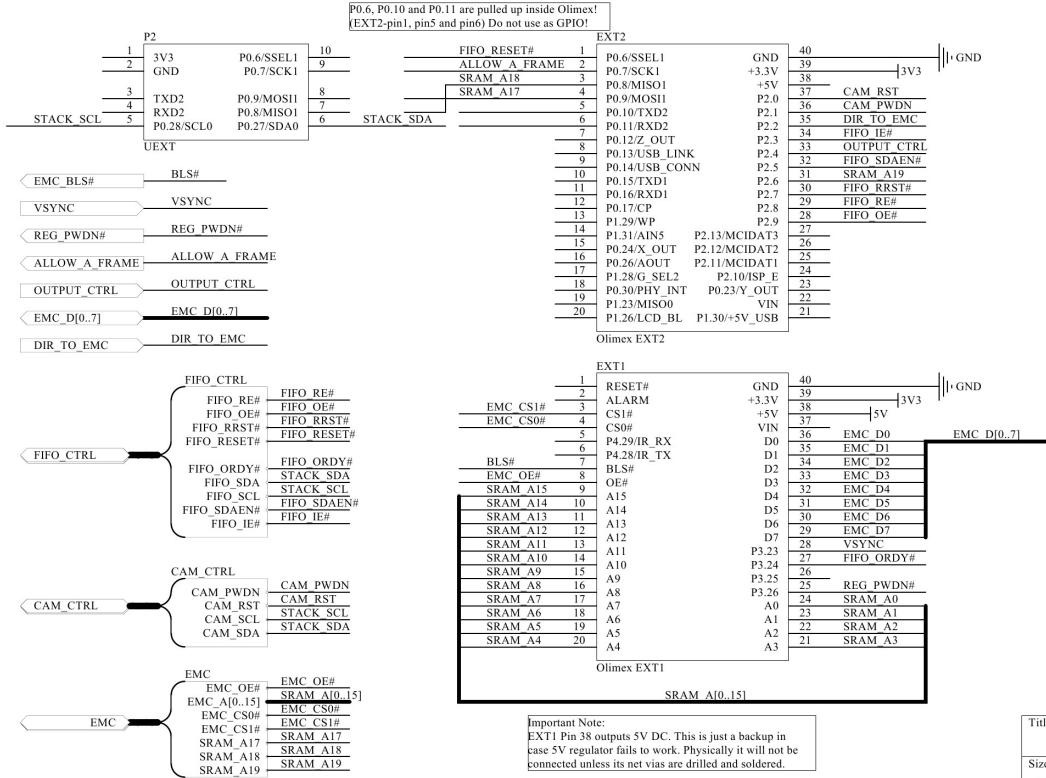 P0.6, P0.10 and P0.11 are pulled up inside Olimex!
(EXT2-pin1, pin5 and pin6) Do not use as GPIO!
P2
1 3V3 P0.6/SSEL1 10
2 GND P0.7/SCK1 9
3 TXD2 P0.9/MOSI1 8
4 RXD2 P0.8/MISO1 7
STACK_SCL 5 P0.28/SCL0 P0.27/SDA0 6 STACK_SDA
UEXT
EXT2
FIFO_RESET# 1 P0.6/SSEL1 GND 40 GND
ALLOW_A_FRAME 2 P0.7/SCK1 +3.3V 39 3V3
SRAM_A18 3 P0.8/MISO1 +5V 38
SRAM_A17 4 P0.9/MOSI1 P2.0 37 CAM_RST
5 P0.10/TXD2 P2.1 36 CAM_PWDN
6 P0.11/RXD2 P2.2 35 DIR_TO_EMC
7 P0.12/Z_OUT P2.3 34 FIFO_IE#
8 P0.13/USB_LINK P2.4 33 OUTPUT_CTRL
9 P0.14/USB_CONN P2.5 32 FIFO_SDAEN#
10 P0.15/TXD1 P2.6 31 SRAM_A19
11 P0.16/RXD1 P2.7 30 FIFO_RRST#
12 P0.17/CP P2.8 29 FIFO_RE#
13 P1.29/WP P2.9 28 FIFO_OE#
14 P1.31/AIN5 P2.13/MCIDAT3 27
15 P0.24/X_OUT P2.12/MCIDAT2 26
16 P0.26/AOUT P2.11/MCIDAT1 25
17 P1.28/G_SEL2 P2.10/ISP_E 24
18 P0.30/PHY_INT P0.23/Y_OUT 23
19 P1.23/MISO0 VIN 22
20 P1.26/LCD_BL P1.30/+5V_USB 21
Olimex EXT2
EMC_BLS# BLS#
VSYNC VSYNC
REG_PWDN# REG_PWDN#
ALLOW_A_FRAME ALLOW_A_FRAME
OUTPUT_CTRL OUTPUT_CTRL
EMC_D[0..7] EMC_D[0..7]
DIR_TO_EMC DIR_TO_EMC
FIFO_CTRL
FIFO_CTRL
FIFO_RE# FIFO_RE#
FIFO_OE# FIFO_OE#
FIFO_RRST# FIFO_RRST#
FIFO_RESET# FIFO_RESET#
FIFO_ORDY# FIFO_ORDY#
FIFO_SDA STACK_SDA
FIFO_SCL STACK_SCL
FIFO_SDAEN# FIFO_SDAEN#
FIFO_IE# FIFO_IE#
CAM_CTRL
CAM_CTRL
CAM_PWDN CAM_PWDN
CAM_RST CAM_RST
CAM_SCL STACK_SCL
CAM_SDA STACK_SDA
EMC
EMC
EMC_OE# EMC_OE#
EMC_A[0..15] SRAM_A[0..15]
EMC_CS0# EMC_CS0#
EMC_CS1# EMC_CS1#
SRAM_A17 SRAM_A17
SRAM_A18 SRAM_A18
SRAM_A19 SRAM_A19
EXT1
1 RESET# GND 40 GND
2 ALARM +3.3V 39 3V3
EMC_CS1# 3 CS1# +5V 38 5V
EMC_CS0# 4 CS0# VIN 37
5 P4.29/IR_RX D0 36 EMC_D0 EMC_D[0..7]
6 P4.28/IR_TX D1 35 EMC_D1
BLS# 7 BLS# D2 34 EMC_D2
EMC_OE# 8 OE# D3 33 EMC_D3
SRAM_A15 9 A15 D4 32 EMC_D4
SRAM_A14 10 A14 D5 31 EMC_D5
SRAM_A13 11 A13 D6 30 EMC_D6
SRAM_A12 12 A12 D7 29 EMC_D7
SRAM_A11 13 A11 P3.23 28 VSYNC
SRAM_A10 14 A10 P3.24 27 FIFO_ORDY#
SRAM_A9 15 A9 P3.25 26
SRAM_A8 16 A8 P3.26 25 REG_PWDN#
SRAM_A7 17 A7 A0 24 SRAM_A0
SRAM_A6 18 A6 A1 23 SRAM_A1
SRAM_A5 19 A5 A2 22 SRAM_A2
SRAM_A4 20 A4 A3 21 SRAM_A3
Olimex EXT1
SRAM_A[0..15]
Important Note:
EXT1 Pin 38 outputs 5V DC. This is just a backup in
case 5V regulator fails to work. Physically it will not be
connected unless its net vias are drilled and soldered.
Titl
Size